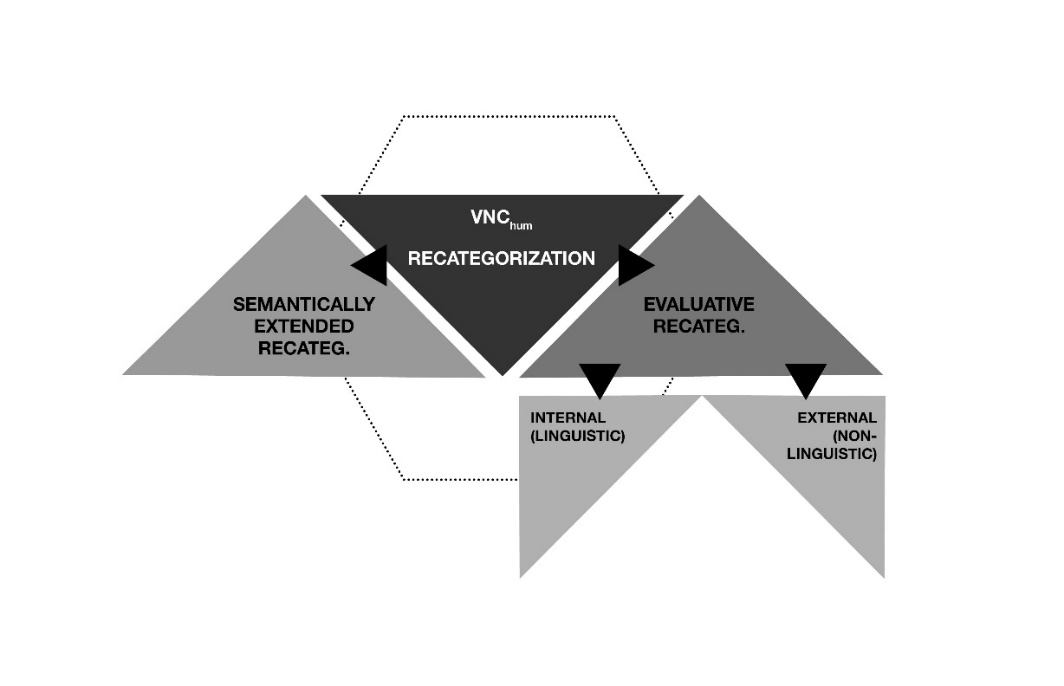 VNChum
RECATEGORIZATION
SEMANTICALLY
EXTENDED
RECATEG.
EVALUATIVE
RECATEG.
INTERNAL
(LINGUISTIC)
EXTERNAL
(NON-
LINGUISTIC)